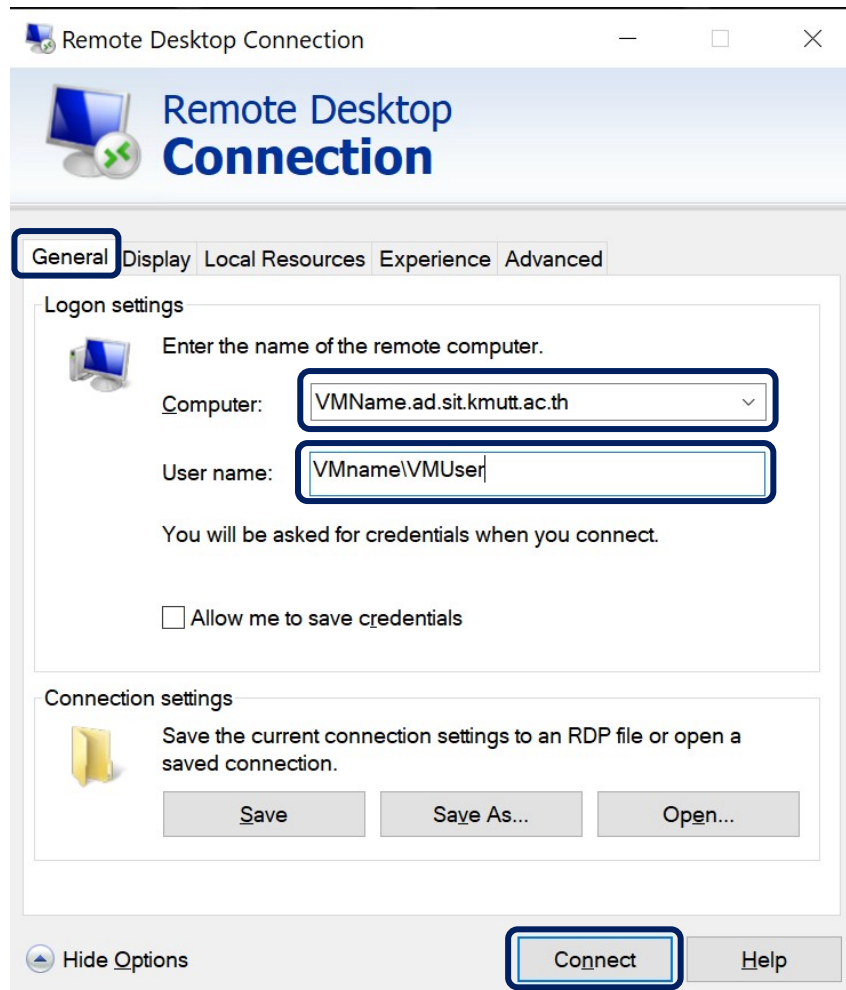 Remote Desktop Connection
Remote Desktop
Connection
General Display Local Resources Experience Advanced
Logon settings
Enter the name of the remote computer.
Computer: VMName.ad.sit.kmutt.ac.th
User name: VMname\VMUser
You will be asked for credentials when you connect.
Allow me to save credentials
Connection settings
Save the current connection settings to an RDP file or open a
saved connection.
Save Save As... Open...
Hide Options Connect Help